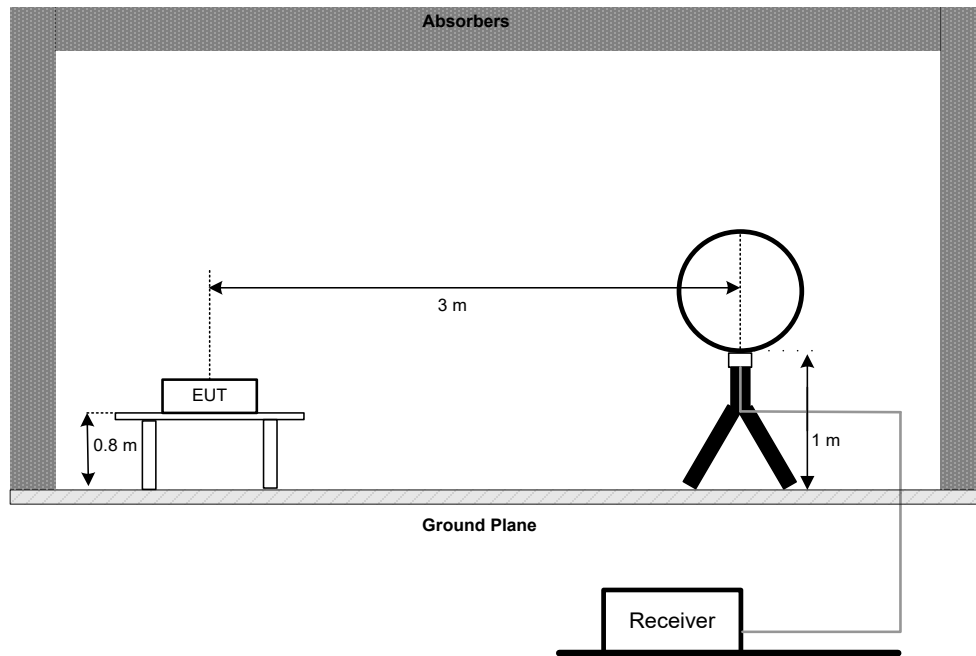 Absorbers
3 m
EUT
0.8 m
1 m
Ground Plane
Receiver